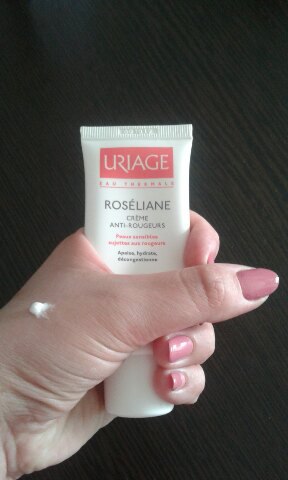 URIAGE
EAU THERMALE
ROSÉLIANE
CRÈME
ANTI-ROUGEURS
Peaux sensibles
sujettes aux rougeurs
Apaise, hydrate,
décongestionne